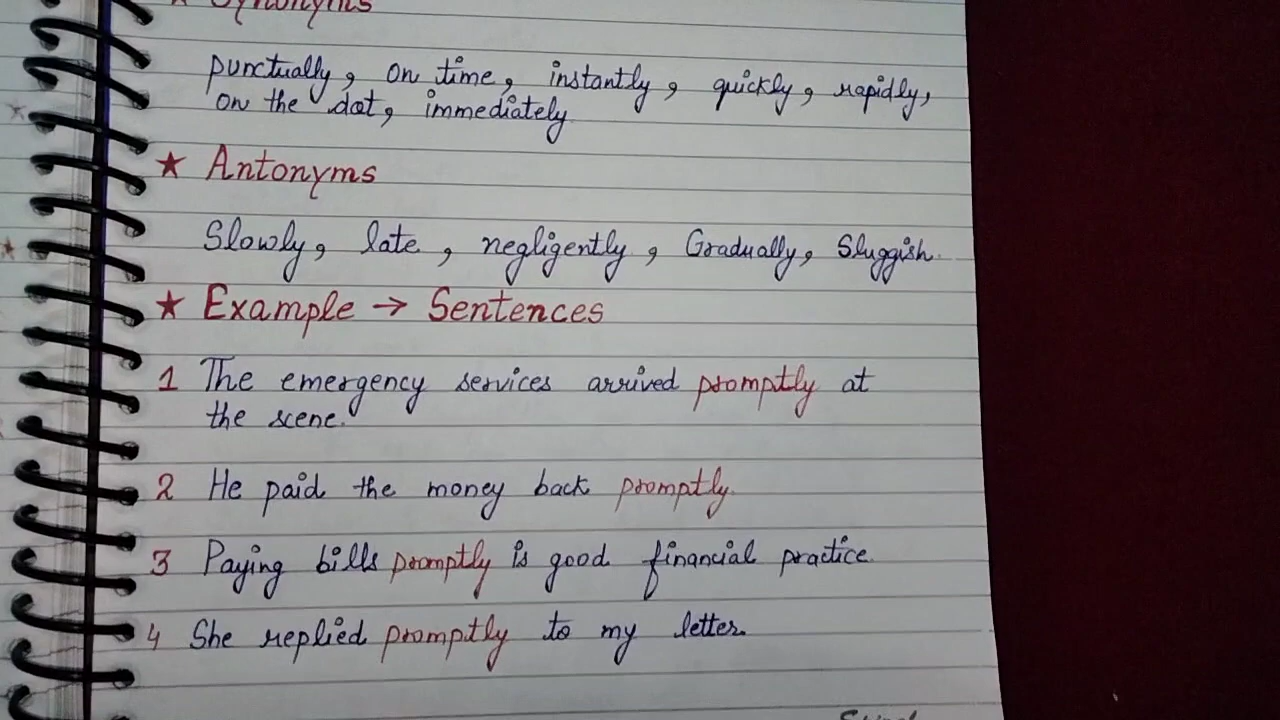 ★ Synonyms
punctually, on time, instantly, quickly, rapidly,
on the dot, immediately
★ Antonyms
Slowly, late, negligently, Gradually, Sluggish.
★ Example → Sentences
1 The emergency services arrived promptly at
the scene.
2 He paid the money back promptly.
3 Paying bills promptly is good financial practice.
4 She replied promptly to my letter.